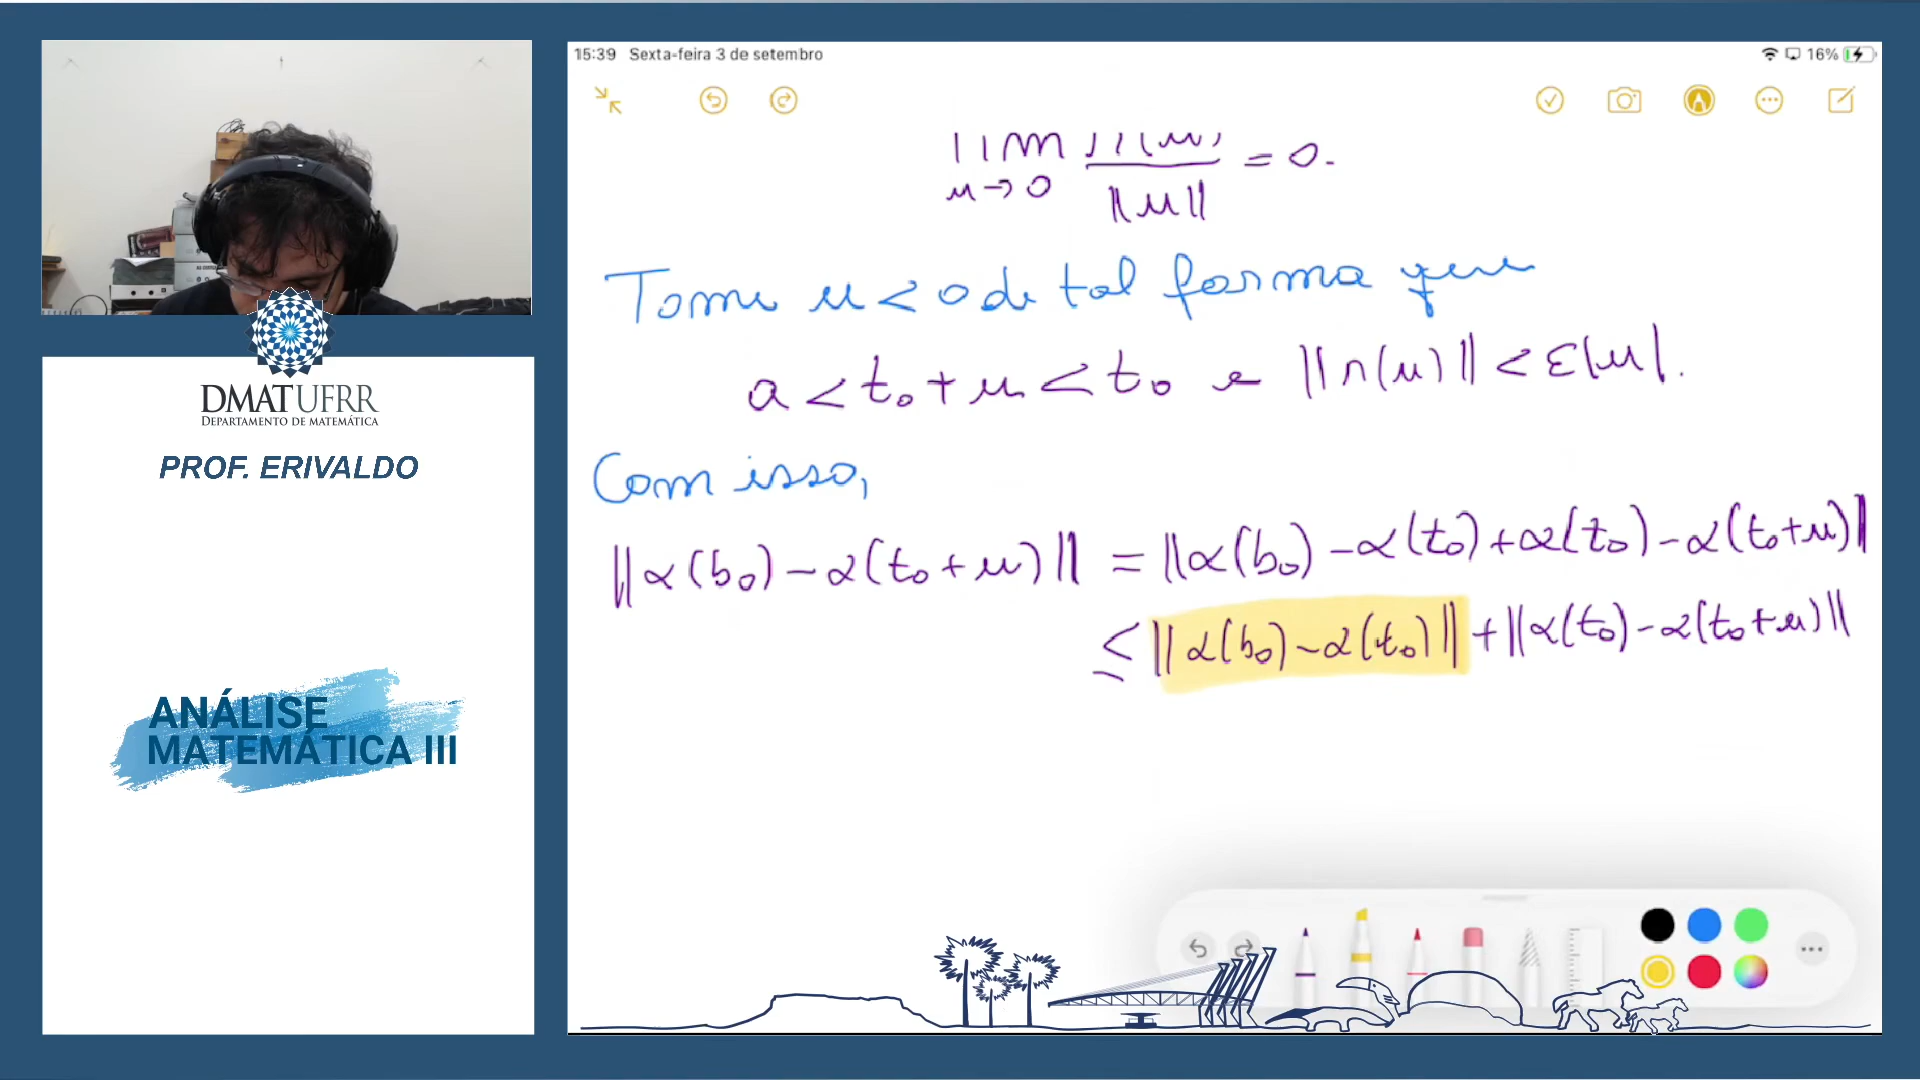 15:39 Sexta-feira 3 de setembro
16%
lim r(u) = 0.
u→0 ‖u‖
Tome u<0 de tal forma que
a < t₀+u < t₀ e ‖r(u)‖ < ε|u|.
Com isso,
‖α(b₀)-α(t₀+u)‖ = ‖α(b₀)-α(t₀)+α(t₀)-α(t₀+u)‖
≤ ‖α(b₀)-α(t₀)‖+‖α(t₀)-α(t₀+u)‖
DMATUFRR
DEPARTAMENTO DE MATEMÁTICA
PROF. ERIVALDO
ANÁLISE
MATEMÁTICA III